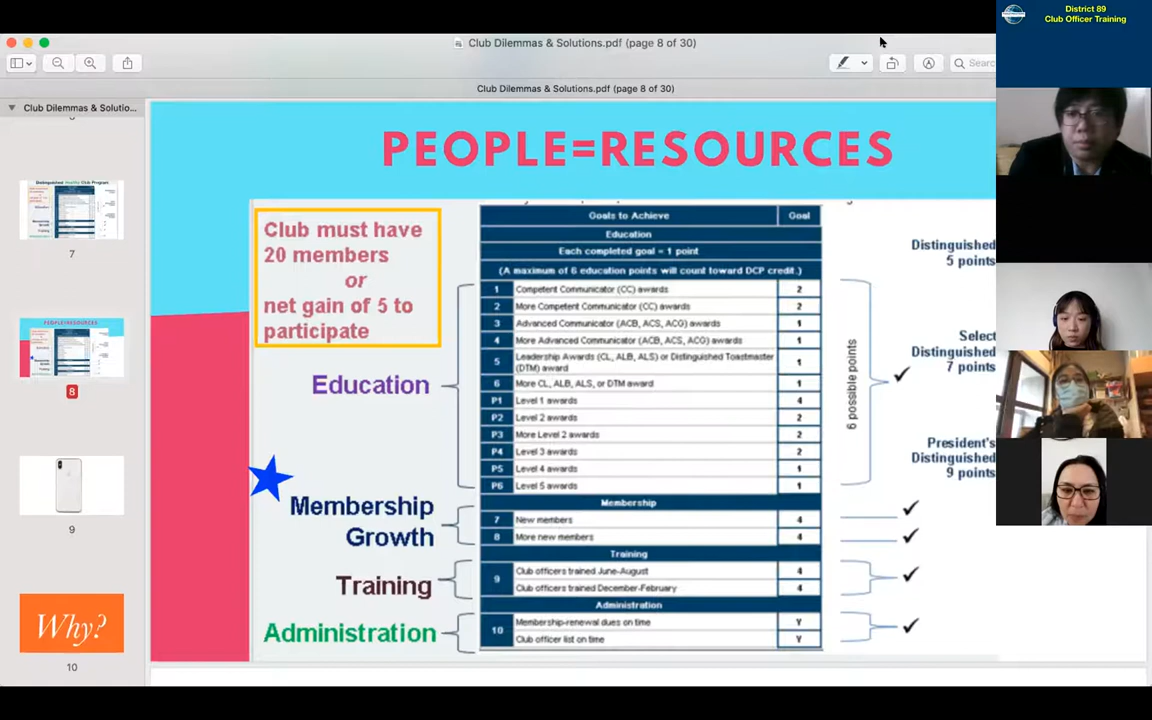 District 89
Club Officer Training
Club Dilemmas & Solutions.pdf (page 8 of 30)
Search
Club Dilemmas & Solutions.pdf (page 8 of 30)
Club Dilemmas & Solutio...
7
8
9
Why?
10
PEOPLE=RESOURCES
Club must have
20 members
or
net gain of 5 to
participate
Education
Membership
Growth
Training
Administration
Goals to Achieve Goal
Education
Each completed goal = 1 point
(A maximum of 6 education points will count toward DCP credit.)
1 Competent Communicator (CC) awards 2
2 More Competent Communicator (CC) awards 2
3 Advanced Communicator (ACB, ACS, ACG) awards 1
4 More Advanced Communicator (ACB, ACS, ACG) awards 1
5 Leadership Awards (CL, ALB, ALS) or Distinguished Toastmaster
(DTM) award 1
6 More CL, ALB, ALS, or DTM award 1
P1 Level 1 awards 4
P2 Level 2 awards 2
P3 More Level 2 awards 2
P4 Level 3 awards 2
P5 Level 4 awards 1
P6 Level 5 awards 1
Membership
7 New members 4
8 More new members 4
Training
9 Club officers trained June-August 4
Club officers trained December-February 4
Administration
10 Membership-renewal dues on time Y
Club officer list on time Y
6 possible points
Distinguished
5 points
Select
Distinguished
7 points
President's
Distinguished
9 points